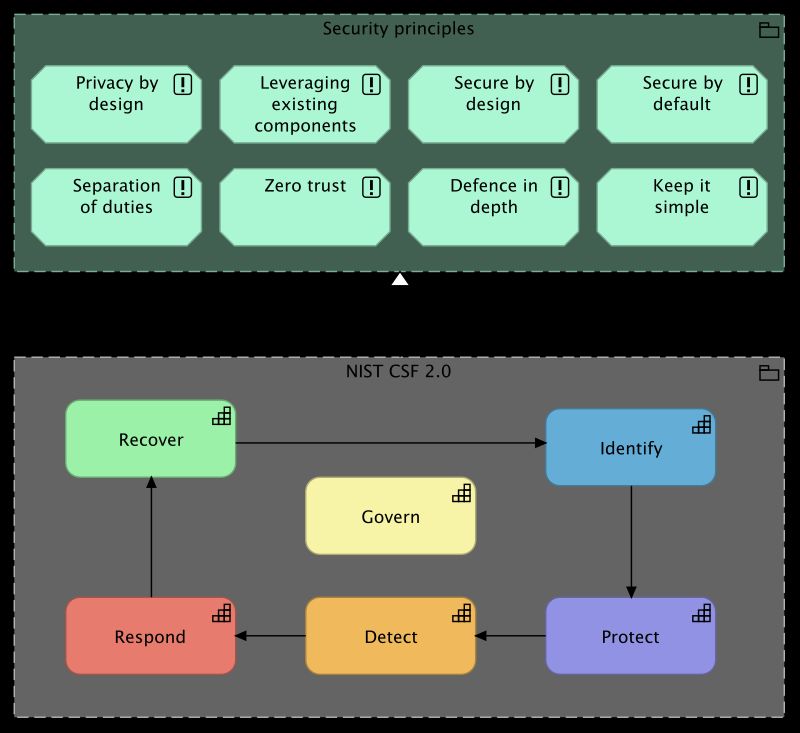 Security principles
Privacy by
design
Leveraging
existing
components
Secure by
design
Secure by
default
Separation
of duties
Zero trust
Defence in
depth
Keep it
simple
NIST CSF 2.0
Recover
Identify
Govern
Respond
Detect
Protect